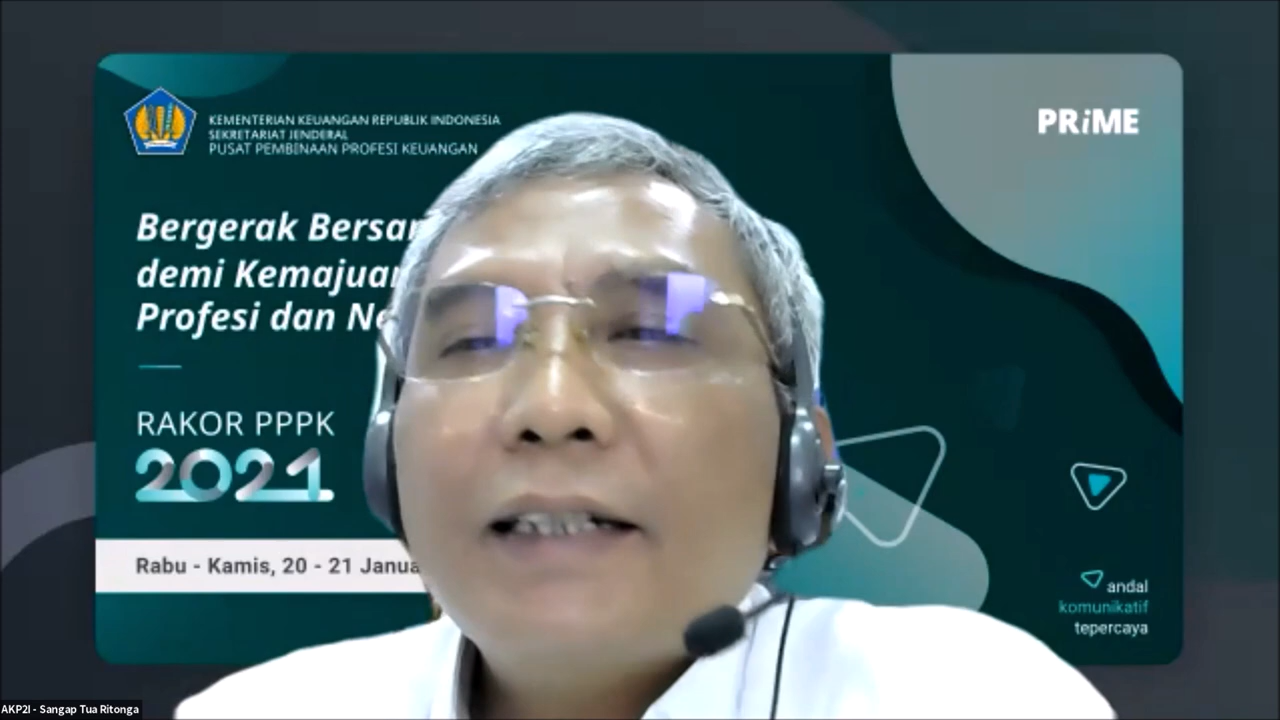 KEMENTERIAN KEUANGAN REPUBLIK INDONESIA
SEKRETARIAT JENDERAL
PUSAT PEMBINAAN PROFESI KEUANGAN
PRiME
Bergerak Bersa
demi Kemajua
Profesi dan Ne
RAKOR PPPK
2021
Rabu - Kamis, 20 - 21 Janua
andal
komunikatif
tepercaya
AKP2I - Sangap Tua Ritonga